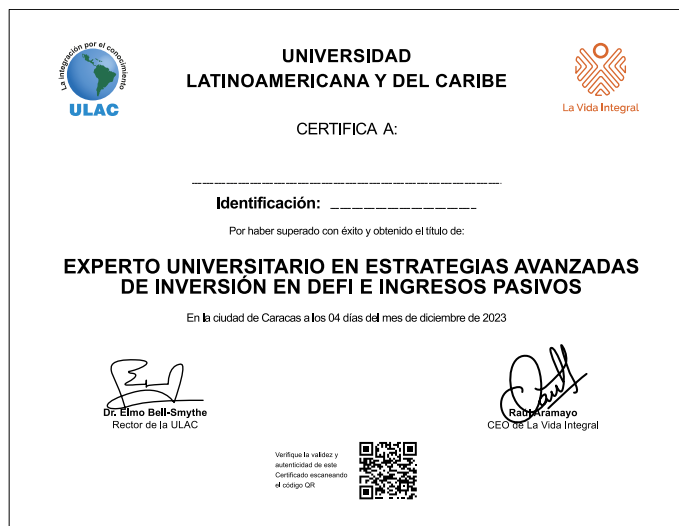 La integración por el conocimiento
ULAC
UNIVERSIDAD
LATINOAMERICANA Y DEL CARIBE
La Vida Integral
CERTIFICA A:
Identificación:
Por haber superado con éxito y obtenido el título de:
EXPERTO UNIVERSITARIO EN ESTRATEGIAS AVANZADAS
DE INVERSIÓN EN DEFI E INGRESOS PASIVOS
En la ciudad de Caracas a los 04 días del mes de diciembre de 2023
Dr. Elmo Bell-Smythe
Rector de la ULAC
Raul Aramayo
CEO de La Vida Integral
Verifique la validez y
autenticidad de este
Certificado escaneando
el código QR